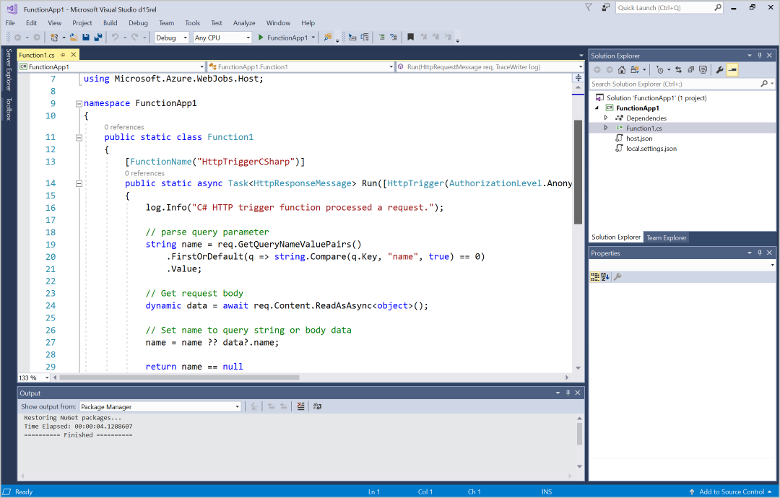 FunctionApp1 - Microsoft Visual Studio d15rel
Quick Launch (Ctrl+Q)
File Edit View Project Build Debug Team Tools Test Analyze Window Help
Debug Any CPU FunctionApp1
Server Explorer
Toolbox
Function1.cs
FunctionApp1 FunctionApp1.Function1 Run(HttpRequestMessage req, TraceWriter log)
7 using Microsoft.Azure.WebJobs.Host;
8
9 namespace FunctionApp1
10 {
0 references
11 public static class Function1
12 {
13 [FunctionName("HttpTriggerCSharp")]
0 references
14 public static async Task<HttpResponseMessage> Run([HttpTrigger(AuthorizationLevel.Anony
15 {
16 log.Info("C# HTTP trigger function processed a request.");
17
18 // parse query parameter
19 string name = req.GetQueryNameValuePairs()
20 .FirstOrDefault(q => string.Compare(q.Key, "name", true) == 0)
21 .Value;
22
23 // Get request body
24 dynamic data = await req.Content.ReadAsAsync<object>();
25
26 // Set name to query string or body data
27 name = name ?? data?.name;
28
29 return name == null
133 %
Output
Show output from: Package Manager
Restoring NuGet packages...
Time Elapsed: 00:00:04.1288607
========== Finished ==========
Solution Explorer
Search Solution Explorer (Ctrl+;)
Solution 'FunctionApp1' (1 project)
FunctionApp1
Dependencies
Function1.cs
host.json
local.settings.json
Solution Explorer Team Explorer
Properties
Ready Ln 1 Col 1 Ch 1 INS Add to Source Control